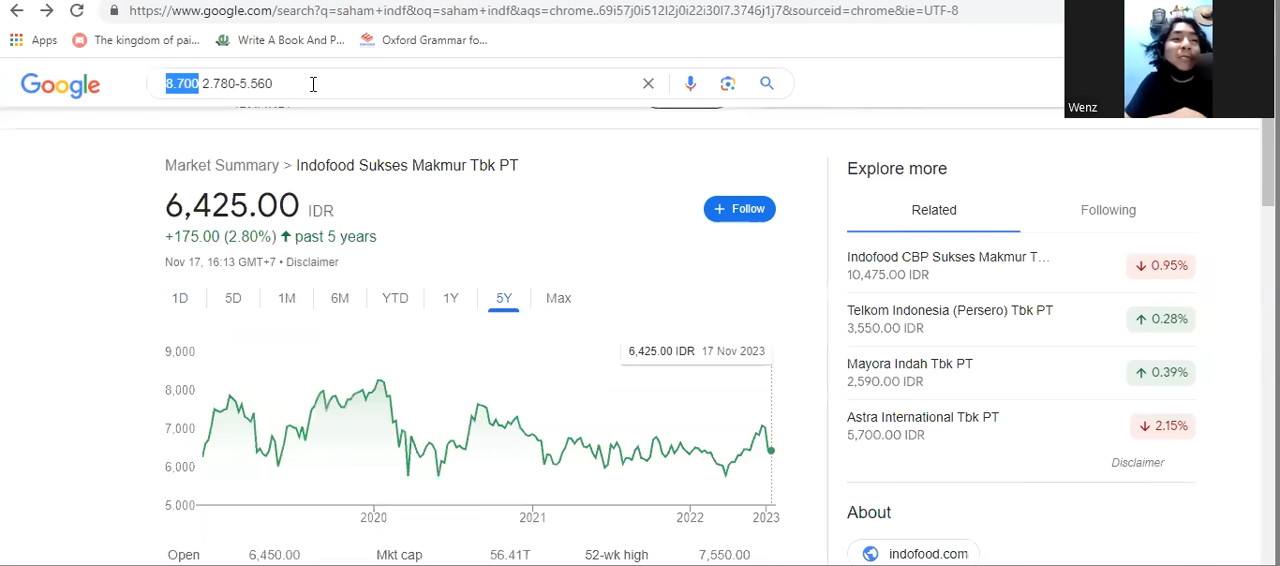 https://www.google.com/search?q=saham+indf&oq=saham+indf&aqs=chrome..69i57j0i512l2j0i22i30l7.3746j1j7&sourceid=chrome&ie=UTF-8
Apps The kingdom of pai... Write A Book And P... Oxford Grammar fo...
Google 8.700 2.780-5.560
Wenz
Market Summary > Indofood Sukses Makmur Tbk PT
6,425.00 IDR
+ Follow
+175.00 (2.80%) ↑ past 5 years
Nov 17, 16:13 GMT+7 • Disclaimer
1D 5D 1M 6M YTD 1Y 5Y Max
6,425.00 IDR 17 Nov 2023
9,000
8,000
7,000
6,000
5,000
2020 2021 2022 2023
Open 6,450.00 Mkt cap 56.41T 52-wk high 7,550.00
Explore more
Related Following
Indofood CBP Sukses Makmur T...
10,475.00 IDR
↓ 0.95%
Telkom Indonesia (Persero) Tbk PT
3,550.00 IDR
↑ 0.28%
Mayora Indah Tbk PT
2,590.00 IDR
↑ 0.39%
Astra International Tbk PT
5,700.00 IDR
↓ 2.15%
Disclaimer
About
indofood.com